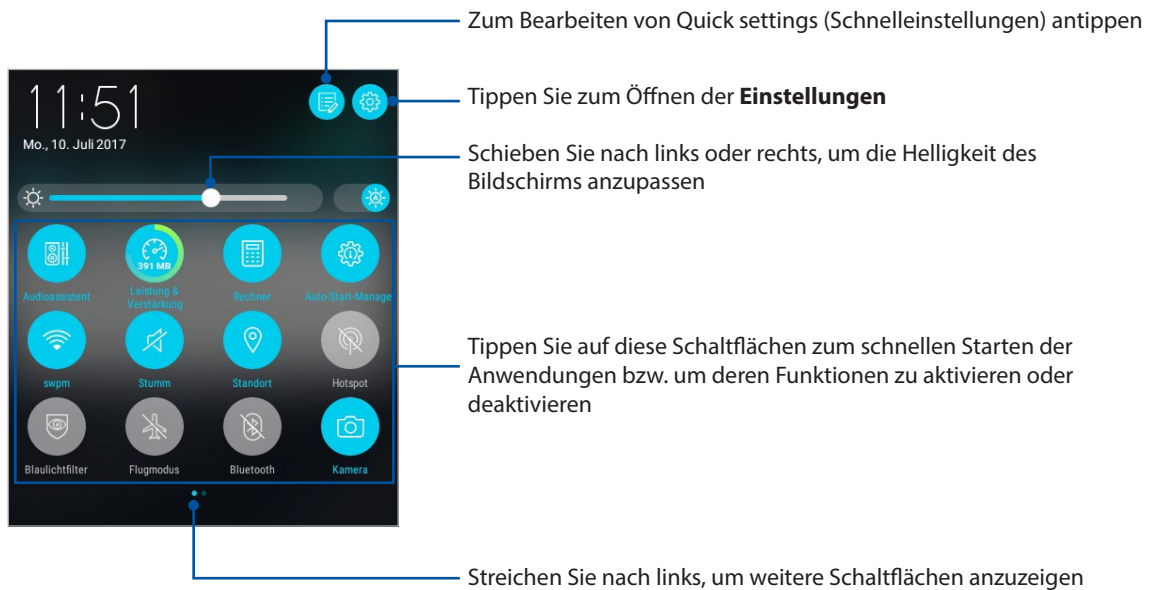 Zum Bearbeiten von Quick settings (Schnelleinstellungen) antippen
11:51
Mo., 10. Juli 2017
Tippen Sie zum Öffnen der Einstellungen
Schieben Sie nach links oder rechts, um die Helligkeit des
Bildschirms anzupassen
A
391 MB
Audioassistent
Leistung &
Verstärkung
Rechner
Auto-Start-Manage
swpm
Stumm
Standort
Hotspot
Tippen Sie auf diese Schaltflächen zum schnellen Starten der
Anwendungen bzw. um deren Funktionen zu aktivieren oder
deaktivieren
Blaulichtfilter
Flugmodus
Bluetooth
Kamera
Streichen Sie nach links, um weitere Schaltflächen anzuzeigen